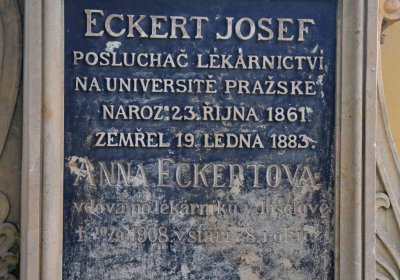 ECKERT JOSEF
POSLUCHAČ LÉKÁRNICTVÍ
NA UNIVERSITĚ PRAŽSKÉ,
NAROZ. 23. ŘÍJNA 1861
ZEMŘEL 19. LEDNA 1883.
ANNA ECKERTOVÁ
vdova po lékárníku
† 1908 v